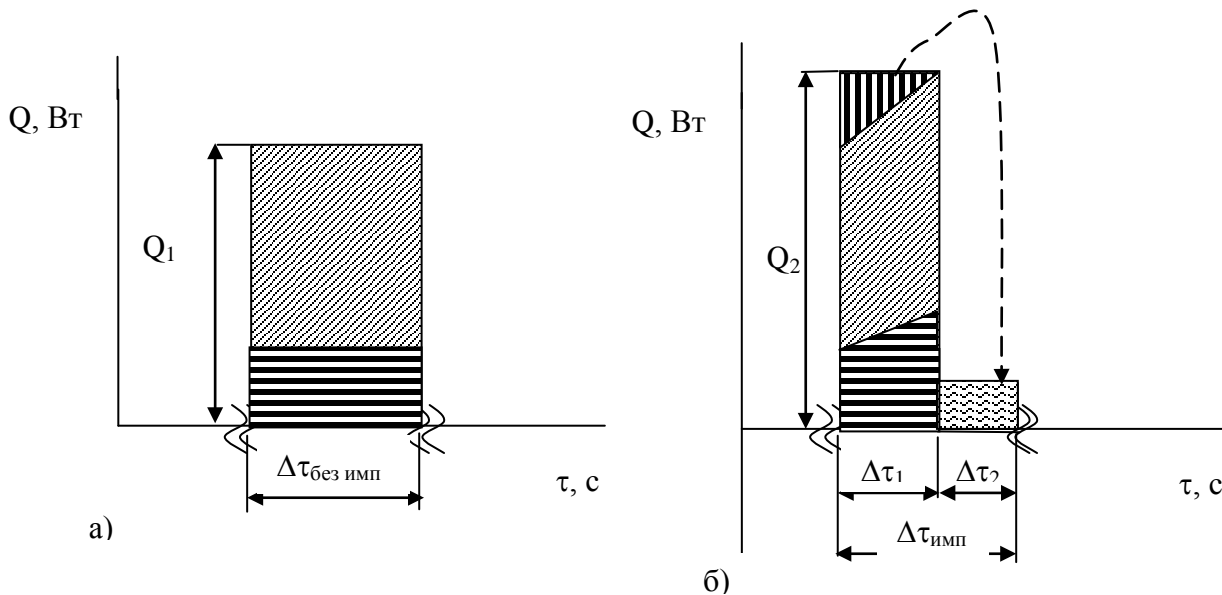 Q, Вт
Q₁
Δτбез имп
τ, с
а)
Q, Вт
Q₂
Δτ₁
Δτ₂
τ, с
Δτимп
б)